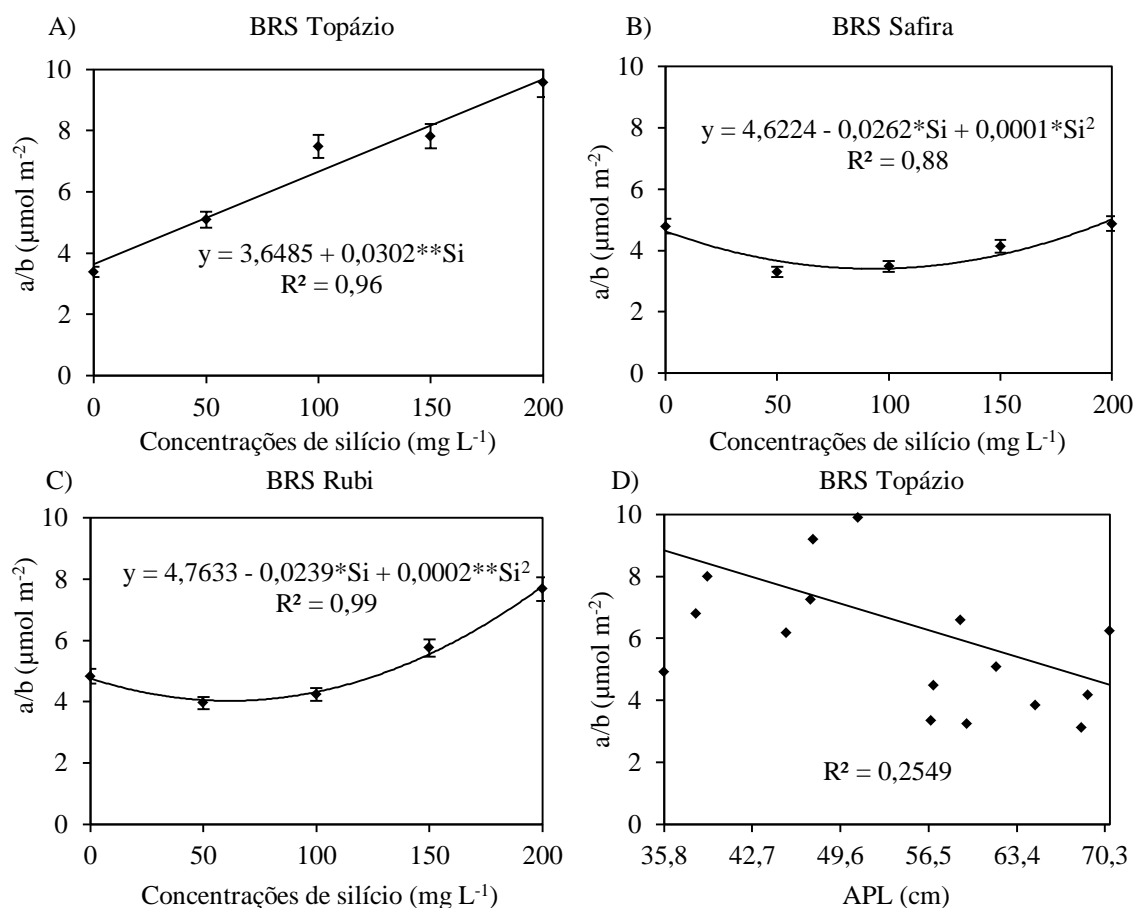 A) BRS Topázio
10
8
6
4
2
0
a/b (µmol m-2)
y = 3,6485 + 0,0302**Si
R² = 0,96
0 50 100 150 200
Concentrações de silício (mg L-1)
B) BRS Safira
10
8
6
4
2
0
a/b (µmol m-2)
y = 4,6224 - 0,0262*Si + 0,0001*Si2
R² = 0,88
0 50 100 150 200
Concentrações de silício (mg L-1)
C) BRS Rubi
10
8
6
4
2
0
a/b (µmol m-2)
y = 4,7633 - 0,0239*Si + 0,0002**Si2
R² = 0,99
0 50 100 150 200
Concentrações de silício (mg L-1)
D) BRS Topázio
10
8
6
4
2
0
a/b (µmol m-2)
R² = 0,2549
35,8 42,7 49,6 56,5 63,4 70,3
APL (cm)